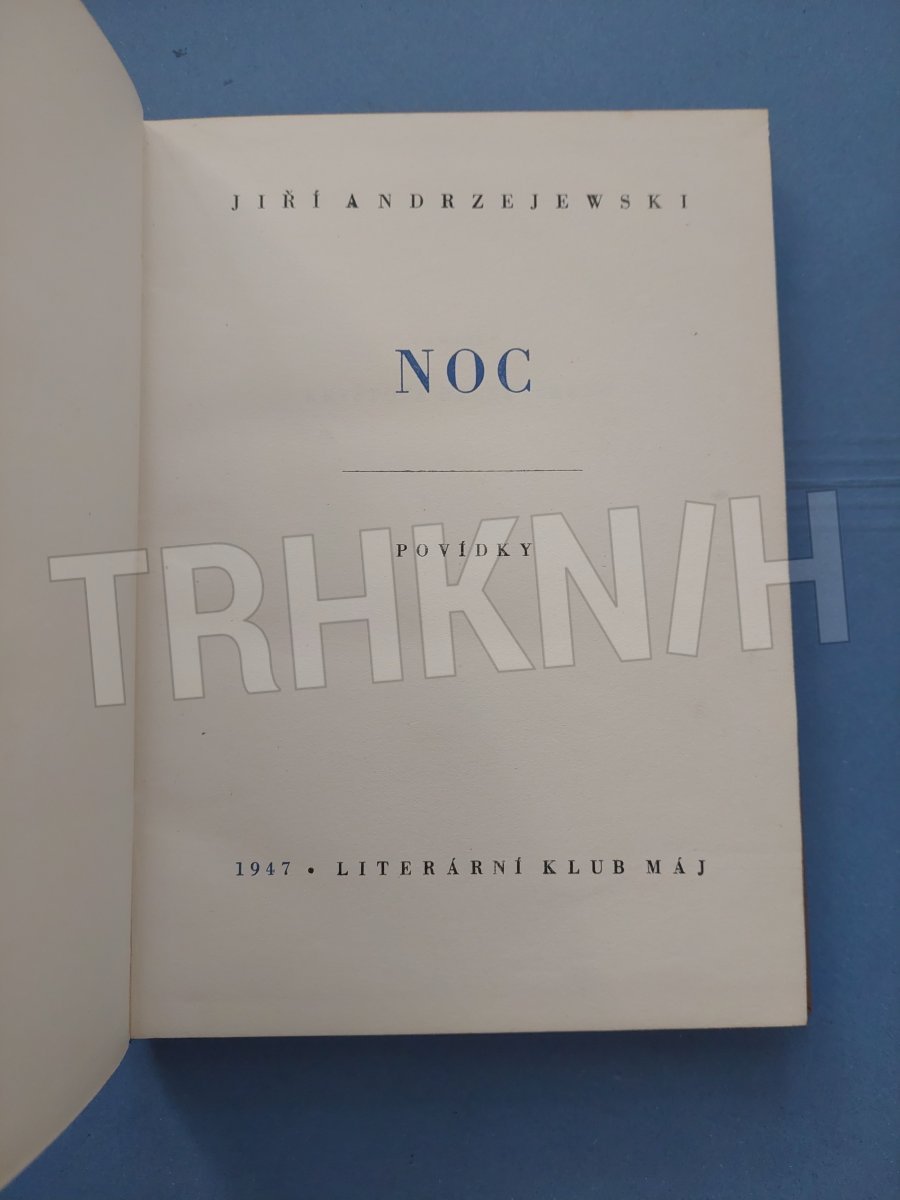 JIŘÍ ANDRZEJEWSKI
NOC
POVÍDKY
TRHKNIH
1947 • LITERÁRNÍ KLUB MÁJ